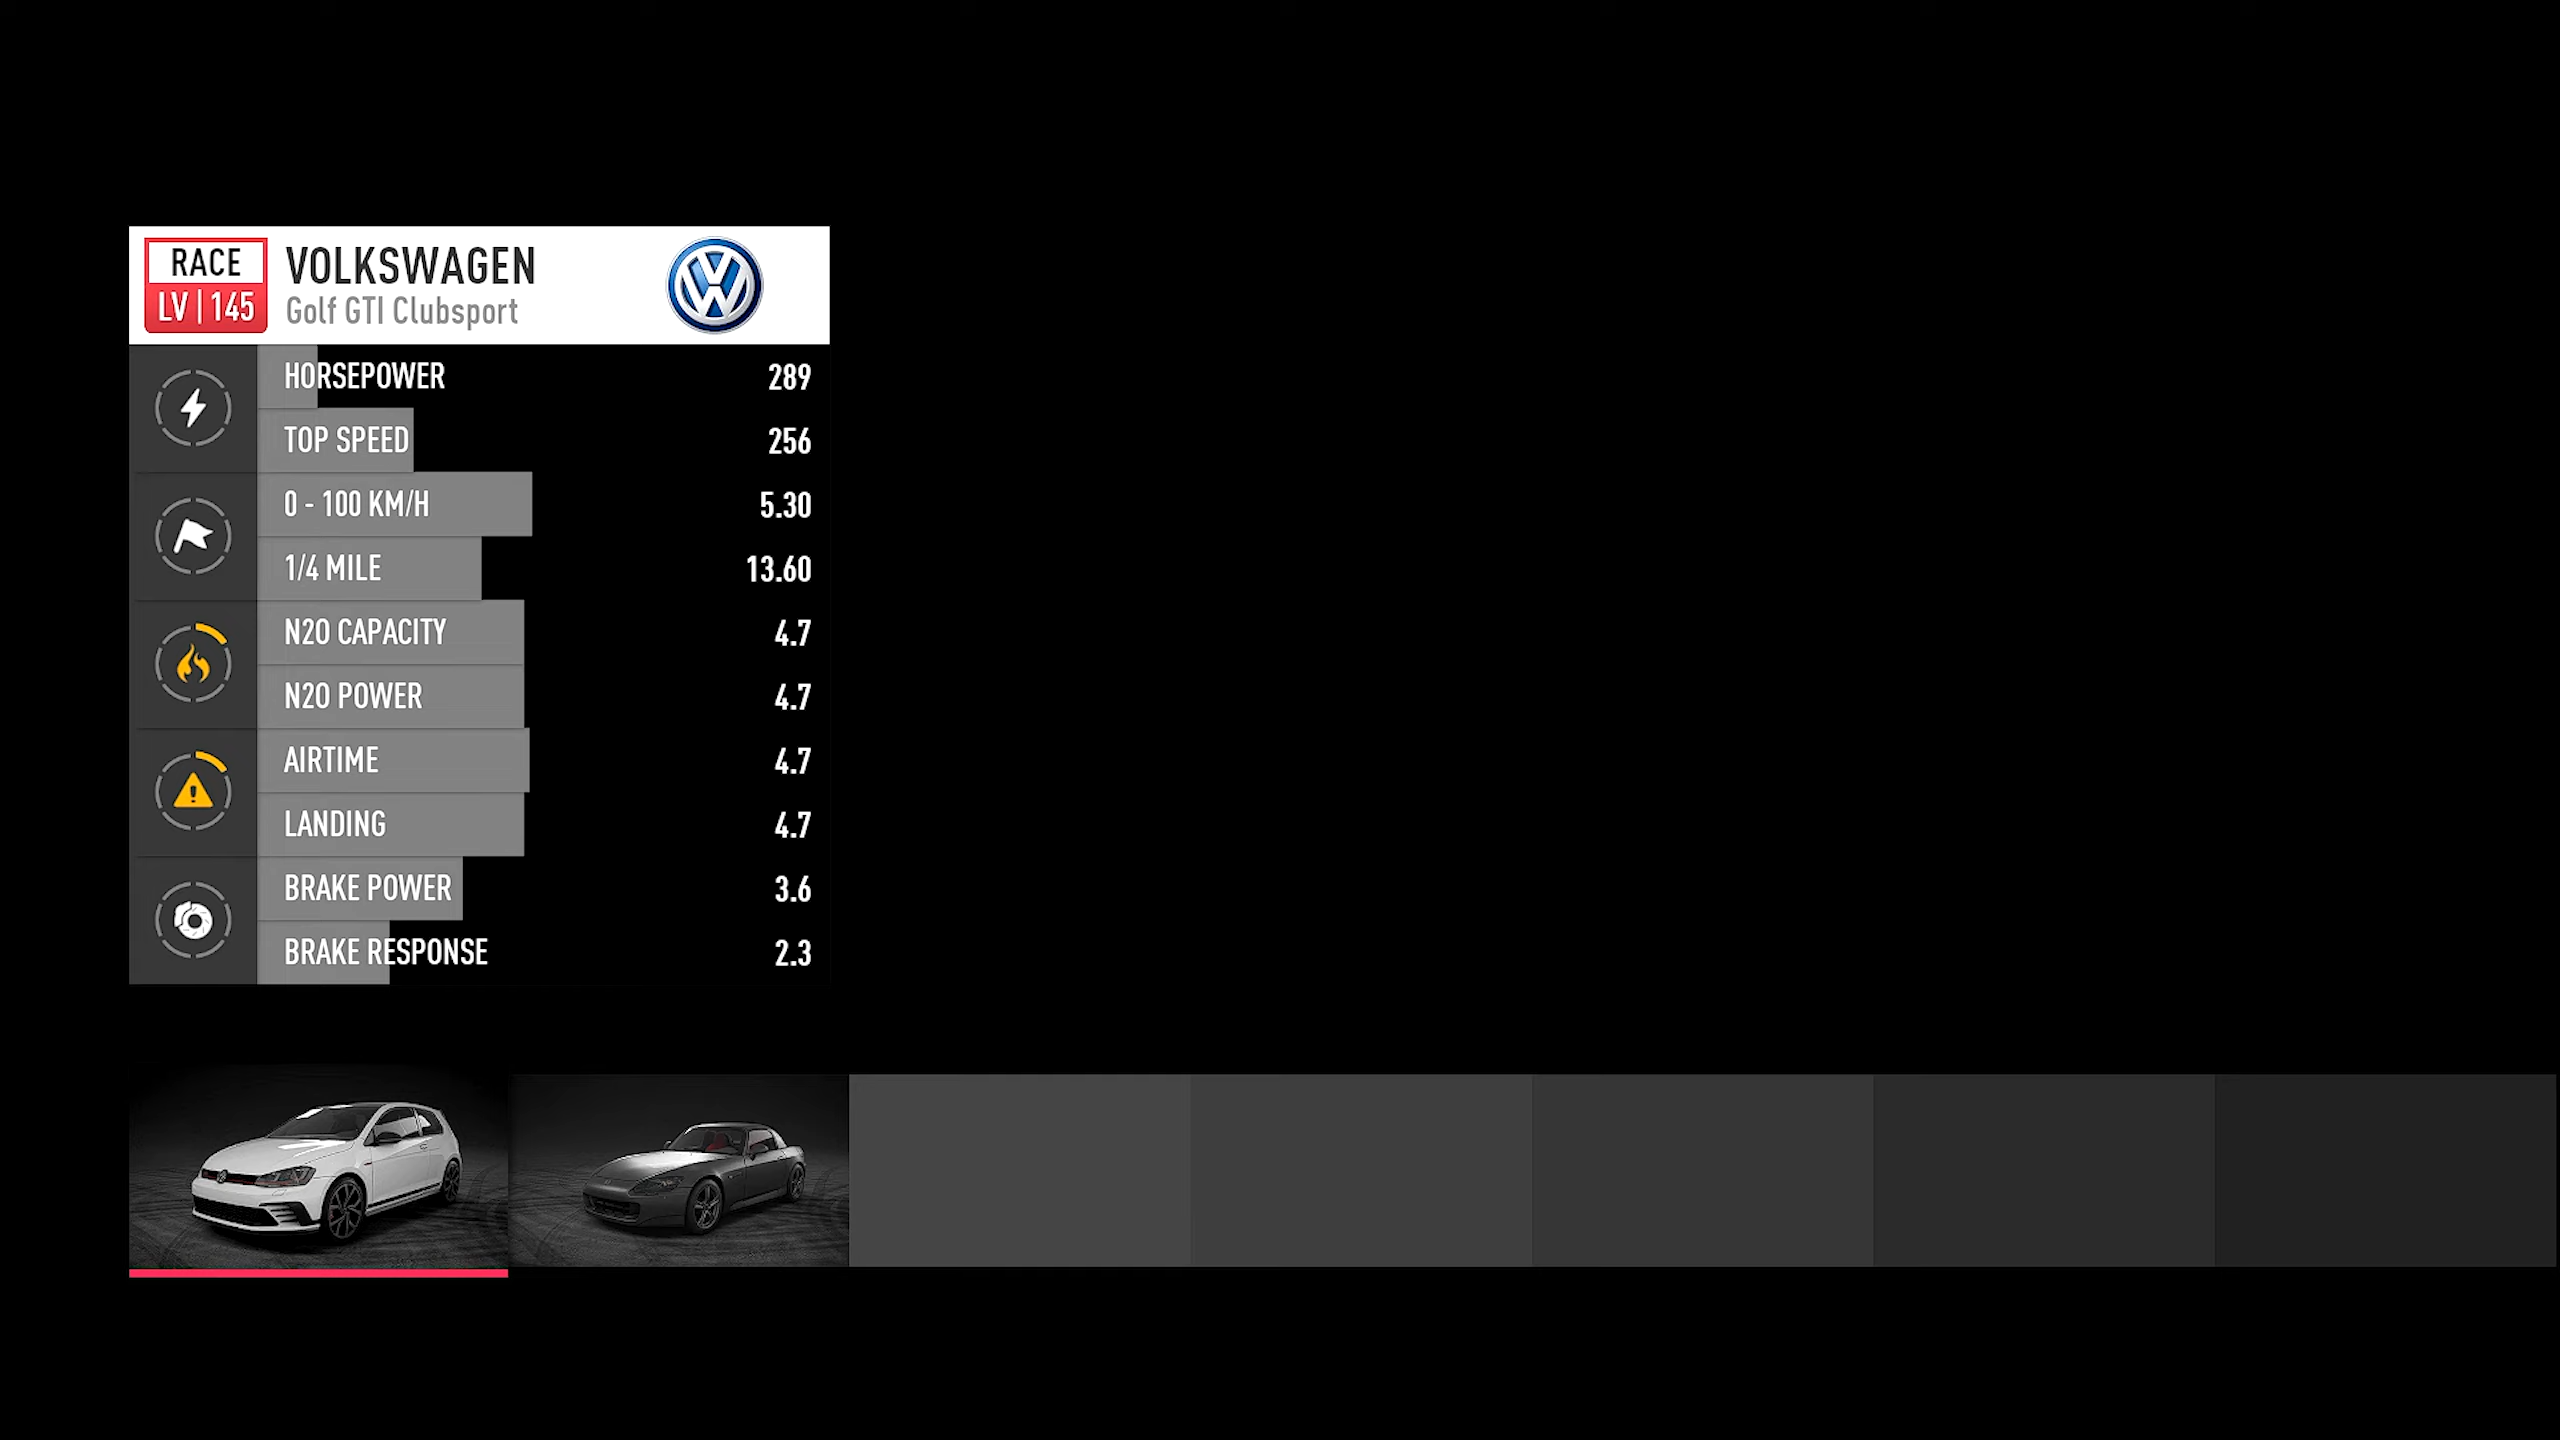 RACE
LV | 145
VOLKSWAGEN
Golf GTI Clubsport
HORSEPOWER 289
TOP SPEED 256
0 - 100 KM/H 5.30
1/4 MILE 13.60
N2O CAPACITY 4.7
N2O POWER 4.7
AIRTIME 4.7
LANDING 4.7
BRAKE POWER 3.6
BRAKE RESPONSE 2.3